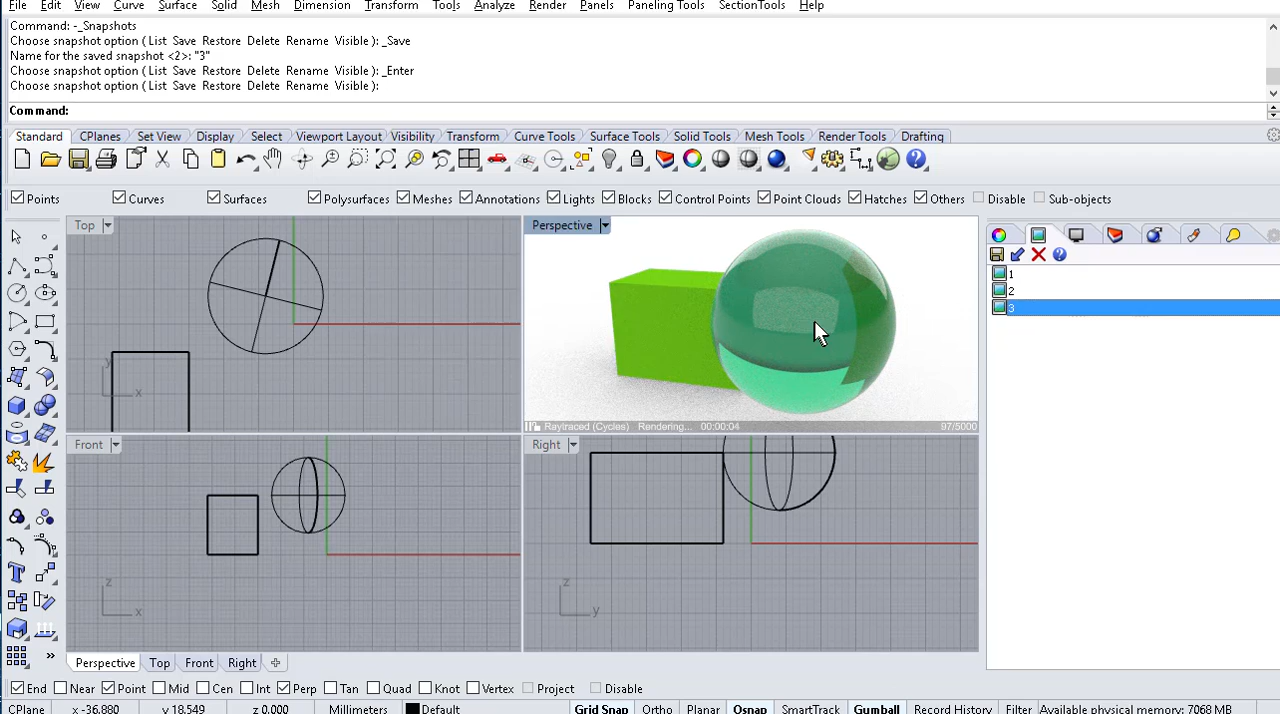 File Edit View Curve Surface Solid Mesh Dimension Transform Tools Analyze Render Panels Paneling Tools SectionTools Help
Command: -_Snapshots
Choose snapshot option ( List Save Restore Delete Rename Visible ): _Save
Name for the saved snapshot <2>: "3"
Choose snapshot option ( List Save Restore Delete Rename Visible ): _Enter
Choose snapshot option ( List Save Restore Delete Rename Visible ):
Command:
Standard CPlanes Set View Display Select Viewport Layout Visibility Transform Curve Tools Surface Tools Solid Tools Mesh Tools Render Tools Drafting
Points Curves Surfaces Polysurfaces Meshes Annotations Lights Blocks Control Points Point Clouds Hatches Others Disable Sub-objects
Top
Perspective
1
2
3
y
x
Raytraced (Cycles) Rendering... 00:00:04 97/5000
Front
Right
z
x
z
y
Perspective Top Front Right
End Near Point Mid Cen Int Perp Tan Quad Knot Vertex Project Disable
CPlane x -36.880 y 18.549 z 0.000 Millimeters Default Grid Snap Ortho Planar Osnap SmartTrack Gumball Record History Filter Available physical memory: 7068 MB